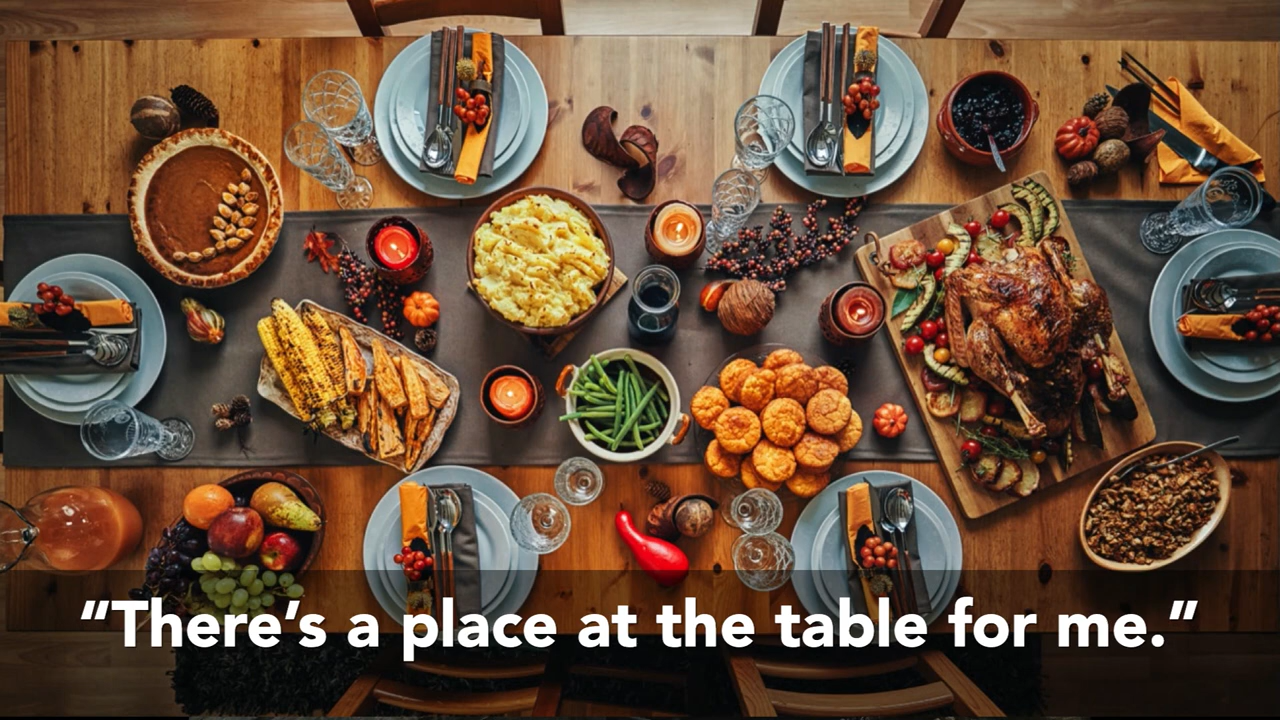 “There’s a place at the table for me.”